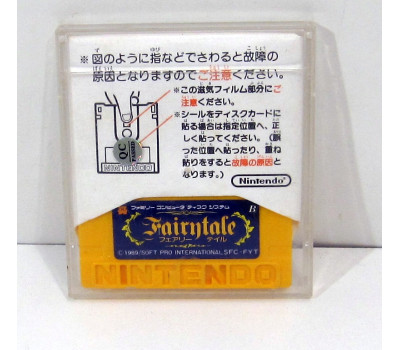 ※図のように指などでさわると故障の
原因となりますのでご注意ください。
※この磁気フィルム部分にご
注意ください。
※シールをディスクカードに
貼る場合は指定位置へ、正
しく貼ってください。(誤
った位置へ貼ったり、重ね
貼りをすると故障の原因と
なります。)
QC
NINTENDO
Nintendo
ファミリー コンピュータ ディスク システム
B
Fairytale
フェアリーテイル
©1989/SOFT PRO INTERNATIONAL SFC-FYT
NINTENDO